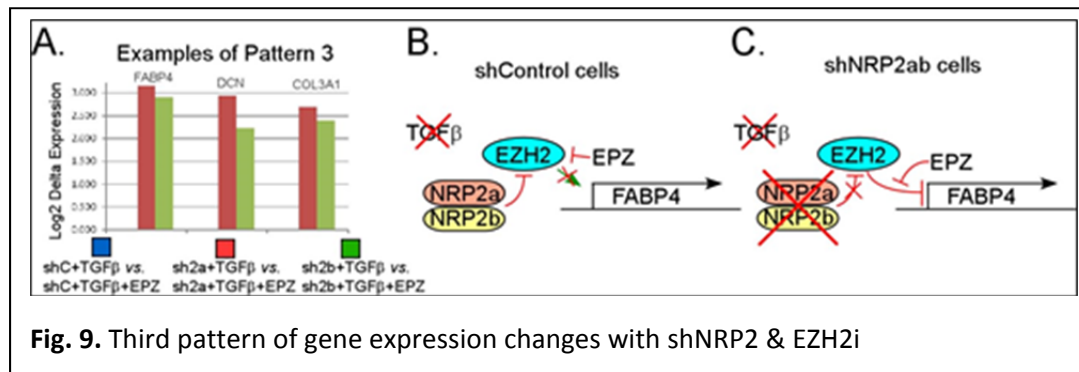 A.
Examples of Pattern 3
FABP4 DCN COL3A1
Log2 Delta Expression
3.000
2.500
2.000
1.500
1.000
0.500
0.000
shC+TGFβ vs. shC+TGFβ+EPZ
sh2a+TGFβ vs. sh2a+TGFβ+EPZ
sh2b+TGFβ vs. sh2b+TGFβ+EPZ
B.
shControl cells
TGFβ
EZH2
EPZ
NRP2a
NRP2b
FABP4
C.
shNRP2ab cells
TGFβ
EZH2
EPZ
NRP2a
NRP2b
FABP4
Fig. 9. Third pattern of gene expression changes with shNRP2 & EZH2i